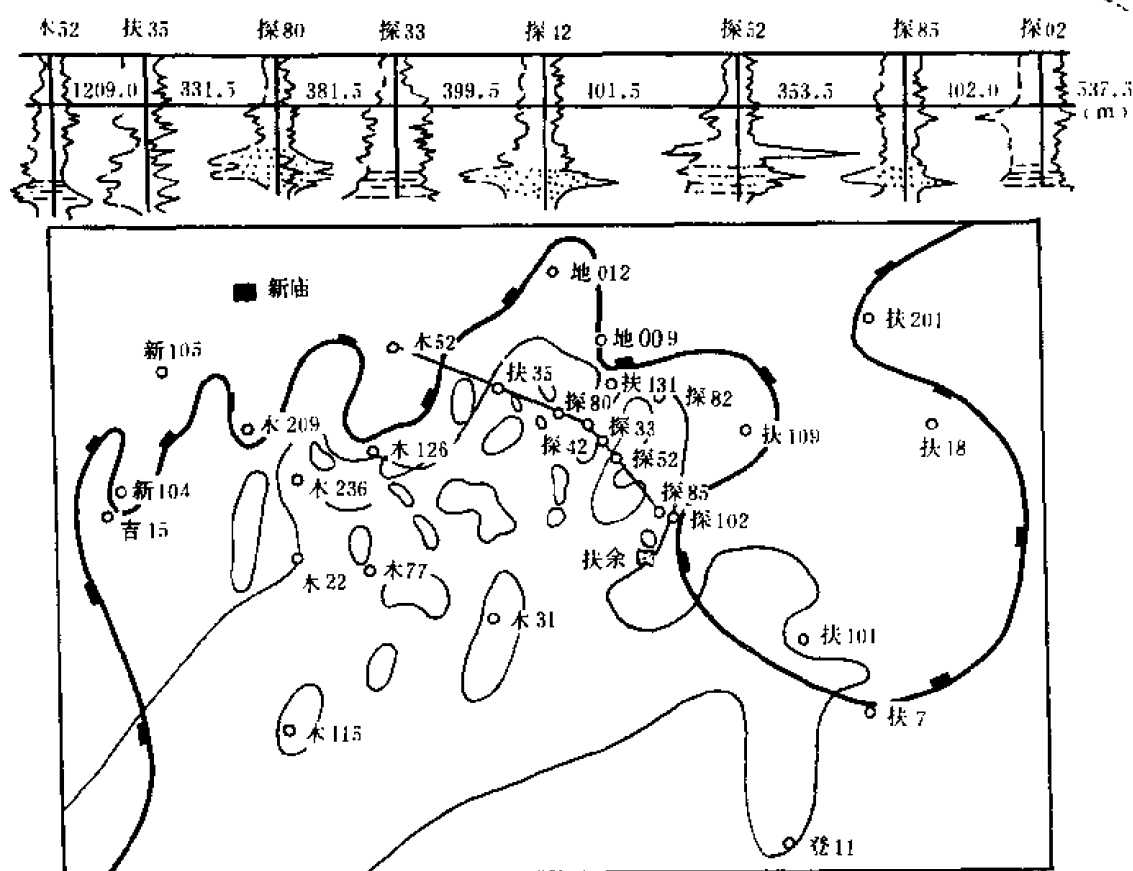 木52 扶35 探80 探33 探42 探52 探85 探02
1209.0 331.5 381.5 399.5 401.5 353.5 402.0 537.5
(m)
地012
新庙
扶201
地009
木52
新105
扶35
扶131
探82
探80
木209
探33
扶109
扶18
木126
探42
探52
木236
探85
新104
吉15
探102
扶余
木22
木77
木31
扶101
扶7
木115
登11